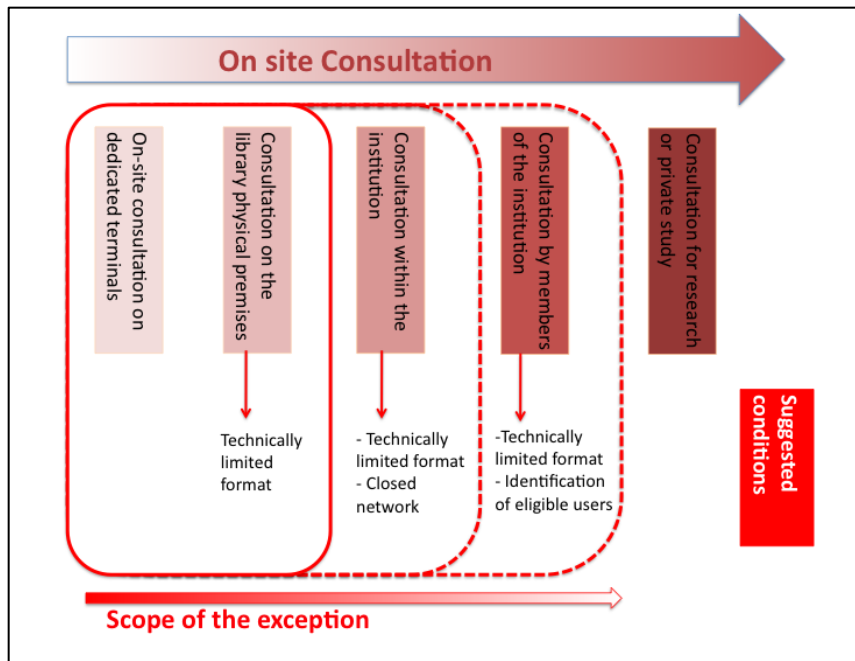 On site Consultation
On-site consultation on
dedicated terminals
Consultation on the
library physical premises
Consultation within the
institution
Consultation by members
of the institution
Consultation for research
or private study
Technically
limited
format
- Technically
limited format
- Closed
network
-Technically
limited format
- Identification
of eligible users
Suggested
conditions
Scope of the exception